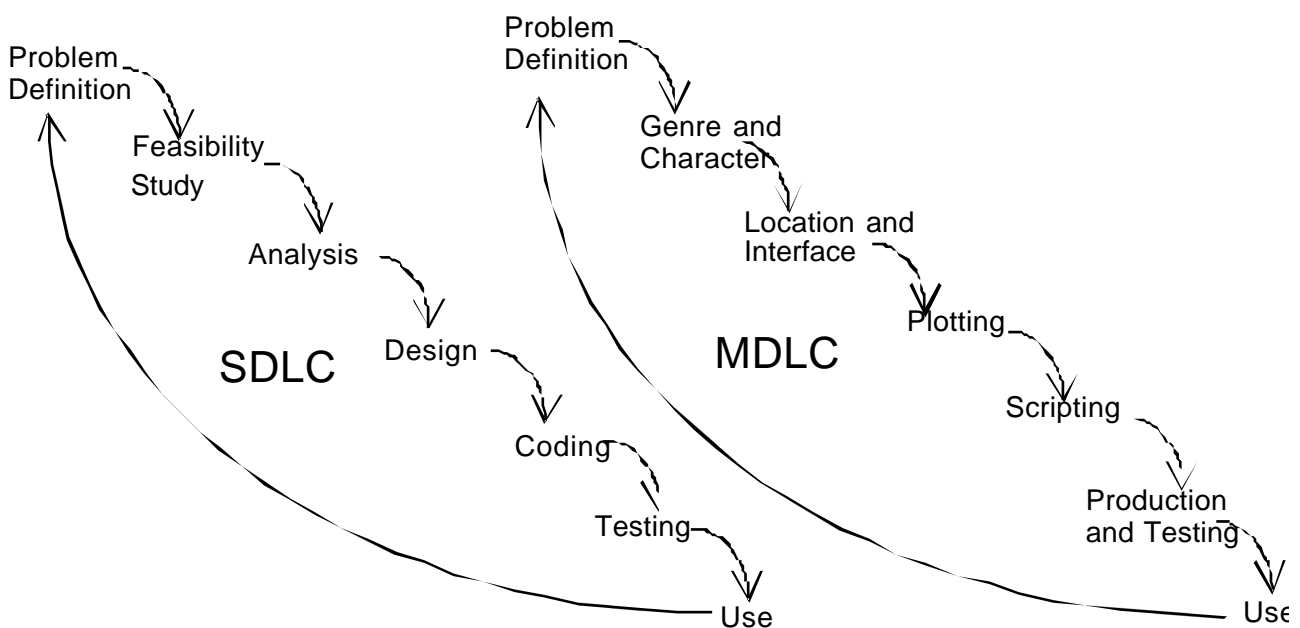 Problem
Definition
Feasibility
Study
Analysis
Design
Coding
Testing
Use
SDLC
Problem
Definition
Genre and
Character
Location and
Interface
Plotting
Scripting
Production
and Testing
Use
MDLC